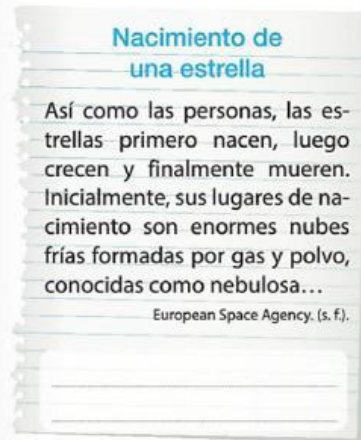 Nacimiento de
una estrella
Así como las personas, las es-
trellas primero nacen, luego
crecen y finalmente mueren.
Inicialmente, sus lugares de na-
cimiento son enormes nubes
frías formadas por gas y polvo,
conocidas como nebulosa...
European Space Agency. (s. f.).